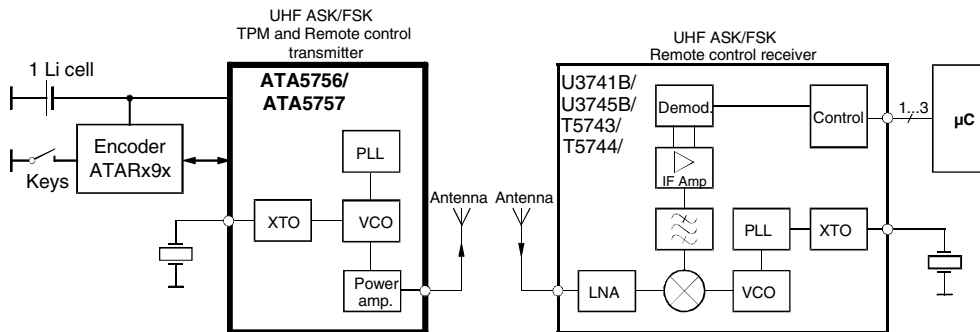 UHF ASK/FSK
TPM and Remote control
transmitter
1 Li cell
ATA5756/
ATA5757
Encoder
ATARx9x
Keys
PLL
XTO
VCO
Power
amp.
Antenna
Antenna
UHF ASK/FSK
Remote control receiver
U3741B/
U3745B/
T5743/
T5744/
Demod.
Control
1...3
µC
IF Amp
PLL
XTO
LNA
VCO